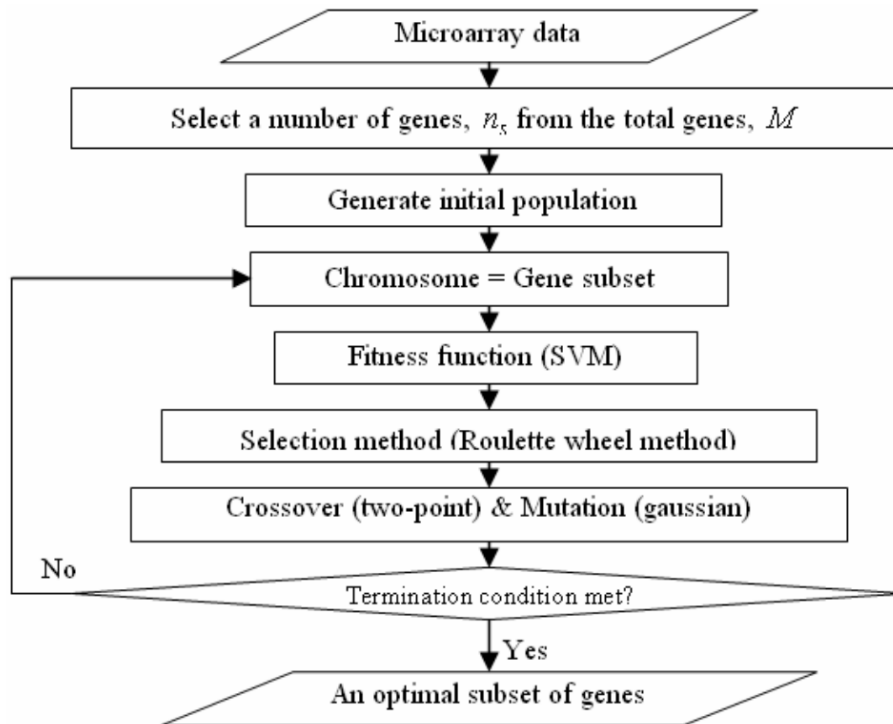 Microarray data
Select a number of genes, n_s from the total genes, M
Generate initial population
Chromosome = Gene subset
Fitness function (SVM)
Selection method (Roulette wheel method)
Crossover (two-point) & Mutation (gaussian)
No
Termination condition met?
Yes
An optimal subset of genes